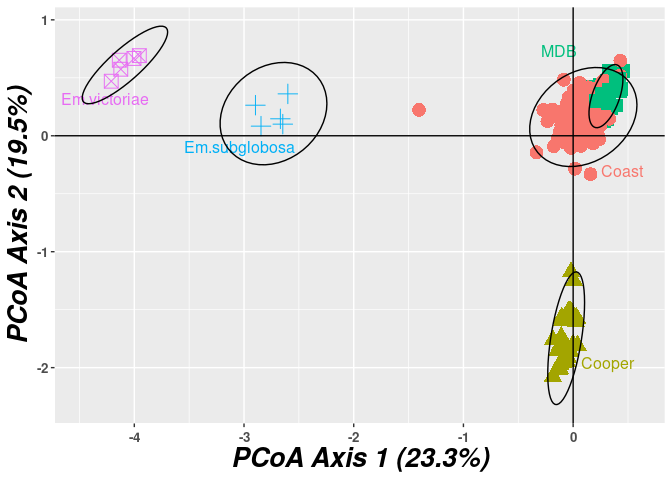 1
MDB
Em.victoriae
0
Em.subglobosa
Coast
-1
Cooper
-2
-4
-3
-2
-1
0
PCoA Axis 1 (23.3%)
PCoA Axis 2 (19.5%)